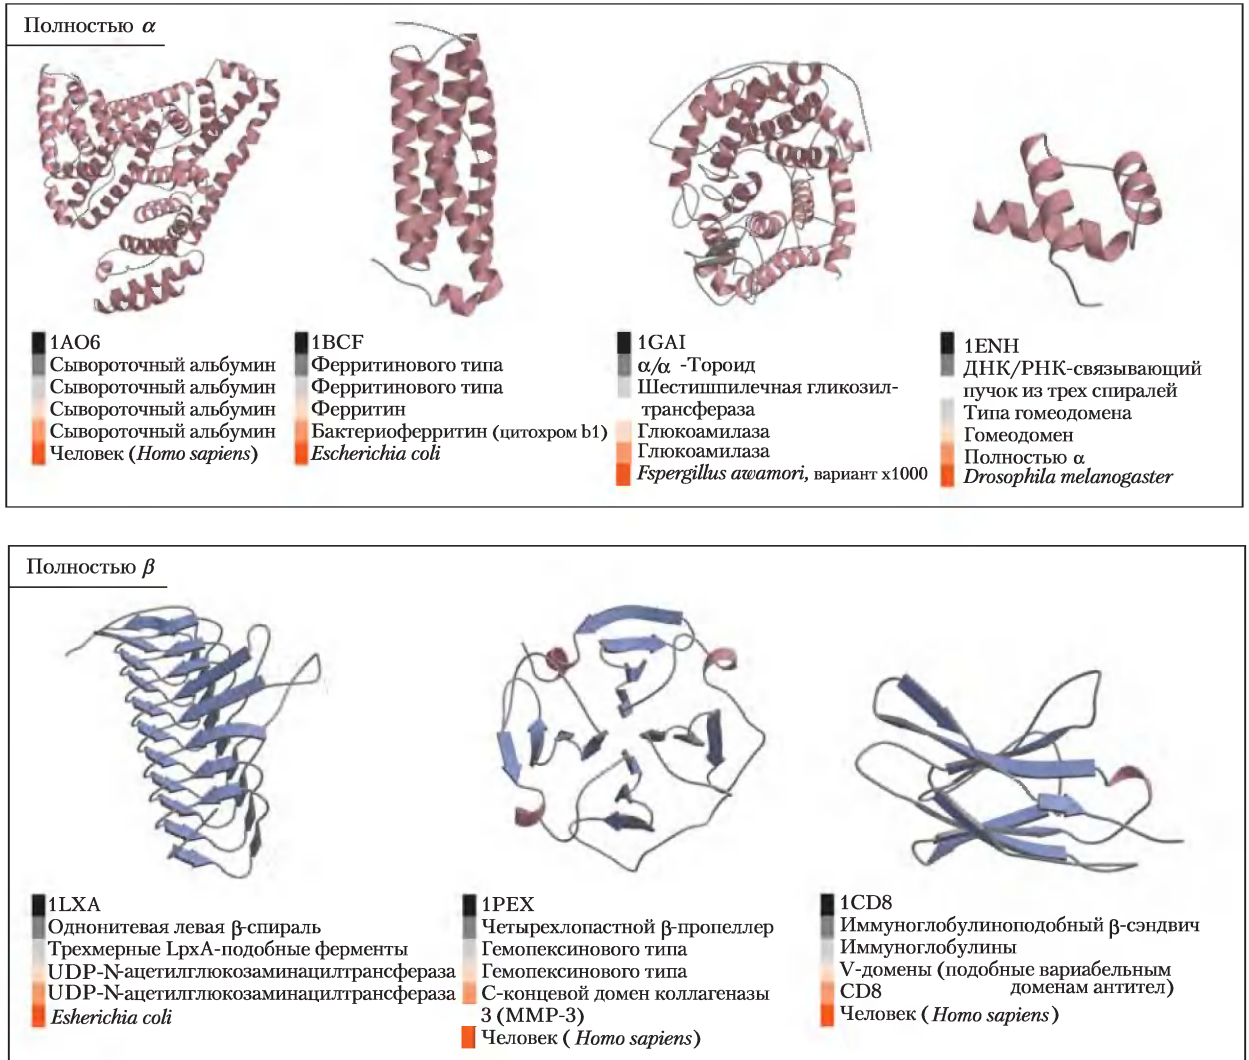 Полностью α
1AO6
Сывороточный альбумин
Сывороточный альбумин
Сывороточный альбумин
Сывороточный альбумин
Человек (Homo sapiens)
1BCF
Ферритинового типа
Ферритинового типа
Ферритин
Бактериоферритин (цитохром b1)
Escherichia coli
1GAI
α/α -Тороид
Шестишпилечная гликозил-
трансфераза
Глюкоамилаза
Глюкоамилаза
Fspergillus awamori, вариант x1000
1ENH
ДНК/РНК-связывающий
пучок из трех спиралей
Типа гомеодомена
Гомеодомен
Полностью α
Drosophila melanogaster
Полностью β
1LXA
Однонитевая левая β-спираль
Трехмерные LpxA-подобные ферменты
UDP-N-ацетилглюкозаминацилтрансфераза
UDP-N-ацетилглюкозаминацилтрансфераза
Esherichia coli
1PEX
Четырехлопастной β-пропеллер
Гемопексинового типа
Гемопексинового типа
С-концевой домен коллагеназы
3 (MMP-3)
Человек ( Homo sapiens)
1CD8
Иммуноглобулиноподобный β-сэндвич
Иммуноглобулины
V-домены (подобные вариабельным
доменам антител)
CD8
Человек ( Homo sapiens)